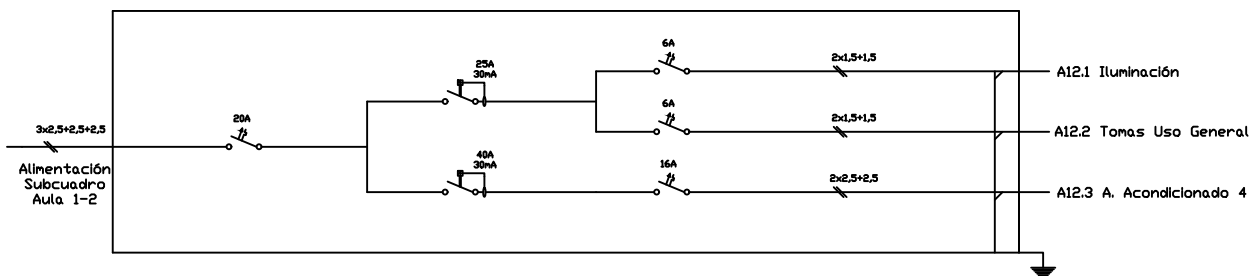 3x2,5+2,5+2,5
Alimentación
Subcuadro
Aula 1-2
20A
25A
30mA
40A
30mA
6A
2x1,5+1,5
A12.1 Iluminación
6A
2x1,5+1,5
A12.2 Tomas Uso General
16A
2x2,5+2,5
A12.3 A. Acondicionado 4